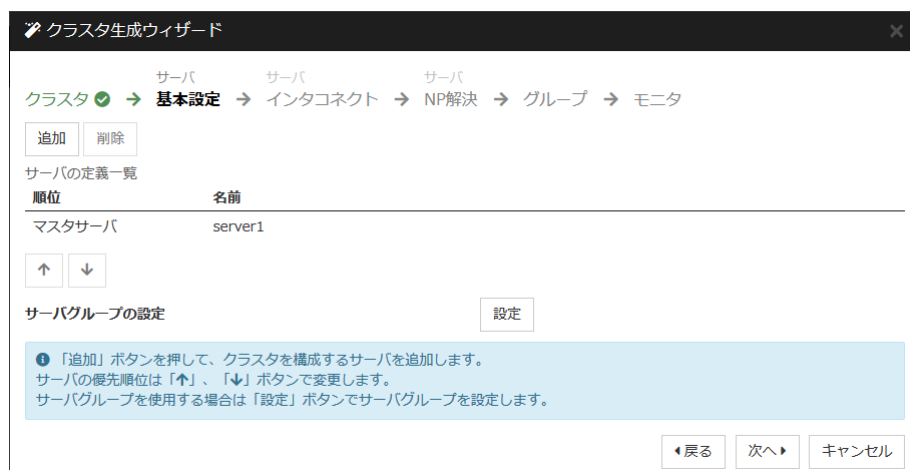 クラスタ生成ウィザード
サーバ サーバ サーバ
クラスタ → 基本設定 → インタコネクト → NP解決 → グループ → モニタ
追加 削除
サーバの定義一覧
順位 名前
マスタサーバ server1
↑ ↓
サーバグループの設定 設定
「追加」ボタンを押して、クラスタを構成するサーバを追加します。
サーバの優先順位は「↑」、「↓」ボタンで変更します。
サーバグループを使用する場合は「設定」ボタンでサーバグループを設定します。
戻る 次へ キャンセル